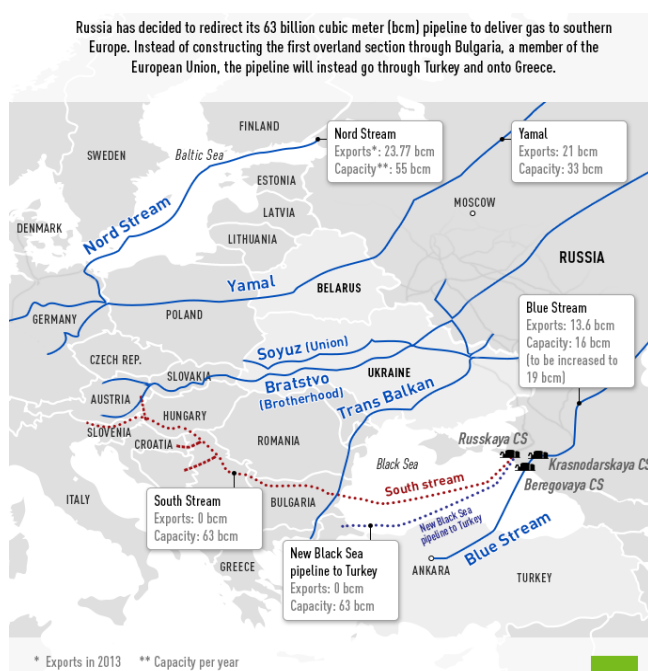 Russia has decided to redirect its 63 billion cubic meter (bcm) pipeline to deliver gas to southern
Europe. Instead of constructing the first overland section through Bulgaria, a member of the
European Union, the pipeline will instead go through Turkey and onto Greece.
FINLAND
SWEDEN
Baltic Sea
Nord Stream
Exports*: 23.77 bcm
Capacity**: 55 bcm
Yamal
Exports: 21 bcm
Capacity: 33 bcm
ESTONIA
MOSCOW
LATVIA
DENMARK
Nord Stream
LITHUANIA
RUSSIA
Yamal
BELARUS
POLAND
GERMANY
Blue Stream
Exports: 13.6 bcm
Capacity: 16 bcm
(to be increased to
19 bcm)
Soyuz (Union)
CZECH REP.
SLOVAKIA
UKRAINE
Bratstvo
(Brotherhood)
Trans Balkan
AUSTRIA
HUNGARY
SLOVENIA
CROATIA
ROMANIA
Russkaya CS
Black Sea
Krasnodarskaya CS
Beregovaya CS
South stream
ITALY
South Stream
Exports: 0 bcm
Capacity: 63 bcm
BULGARIA
New Black Sea
pipeline to Turkey
Blue Stream
New Black Sea
pipeline to Turkey
Exports: 0 bcm
Capacity: 63 bcm
GREECE
ANKARA
TURKEY
* Exports in 2013 ** Capacity per year